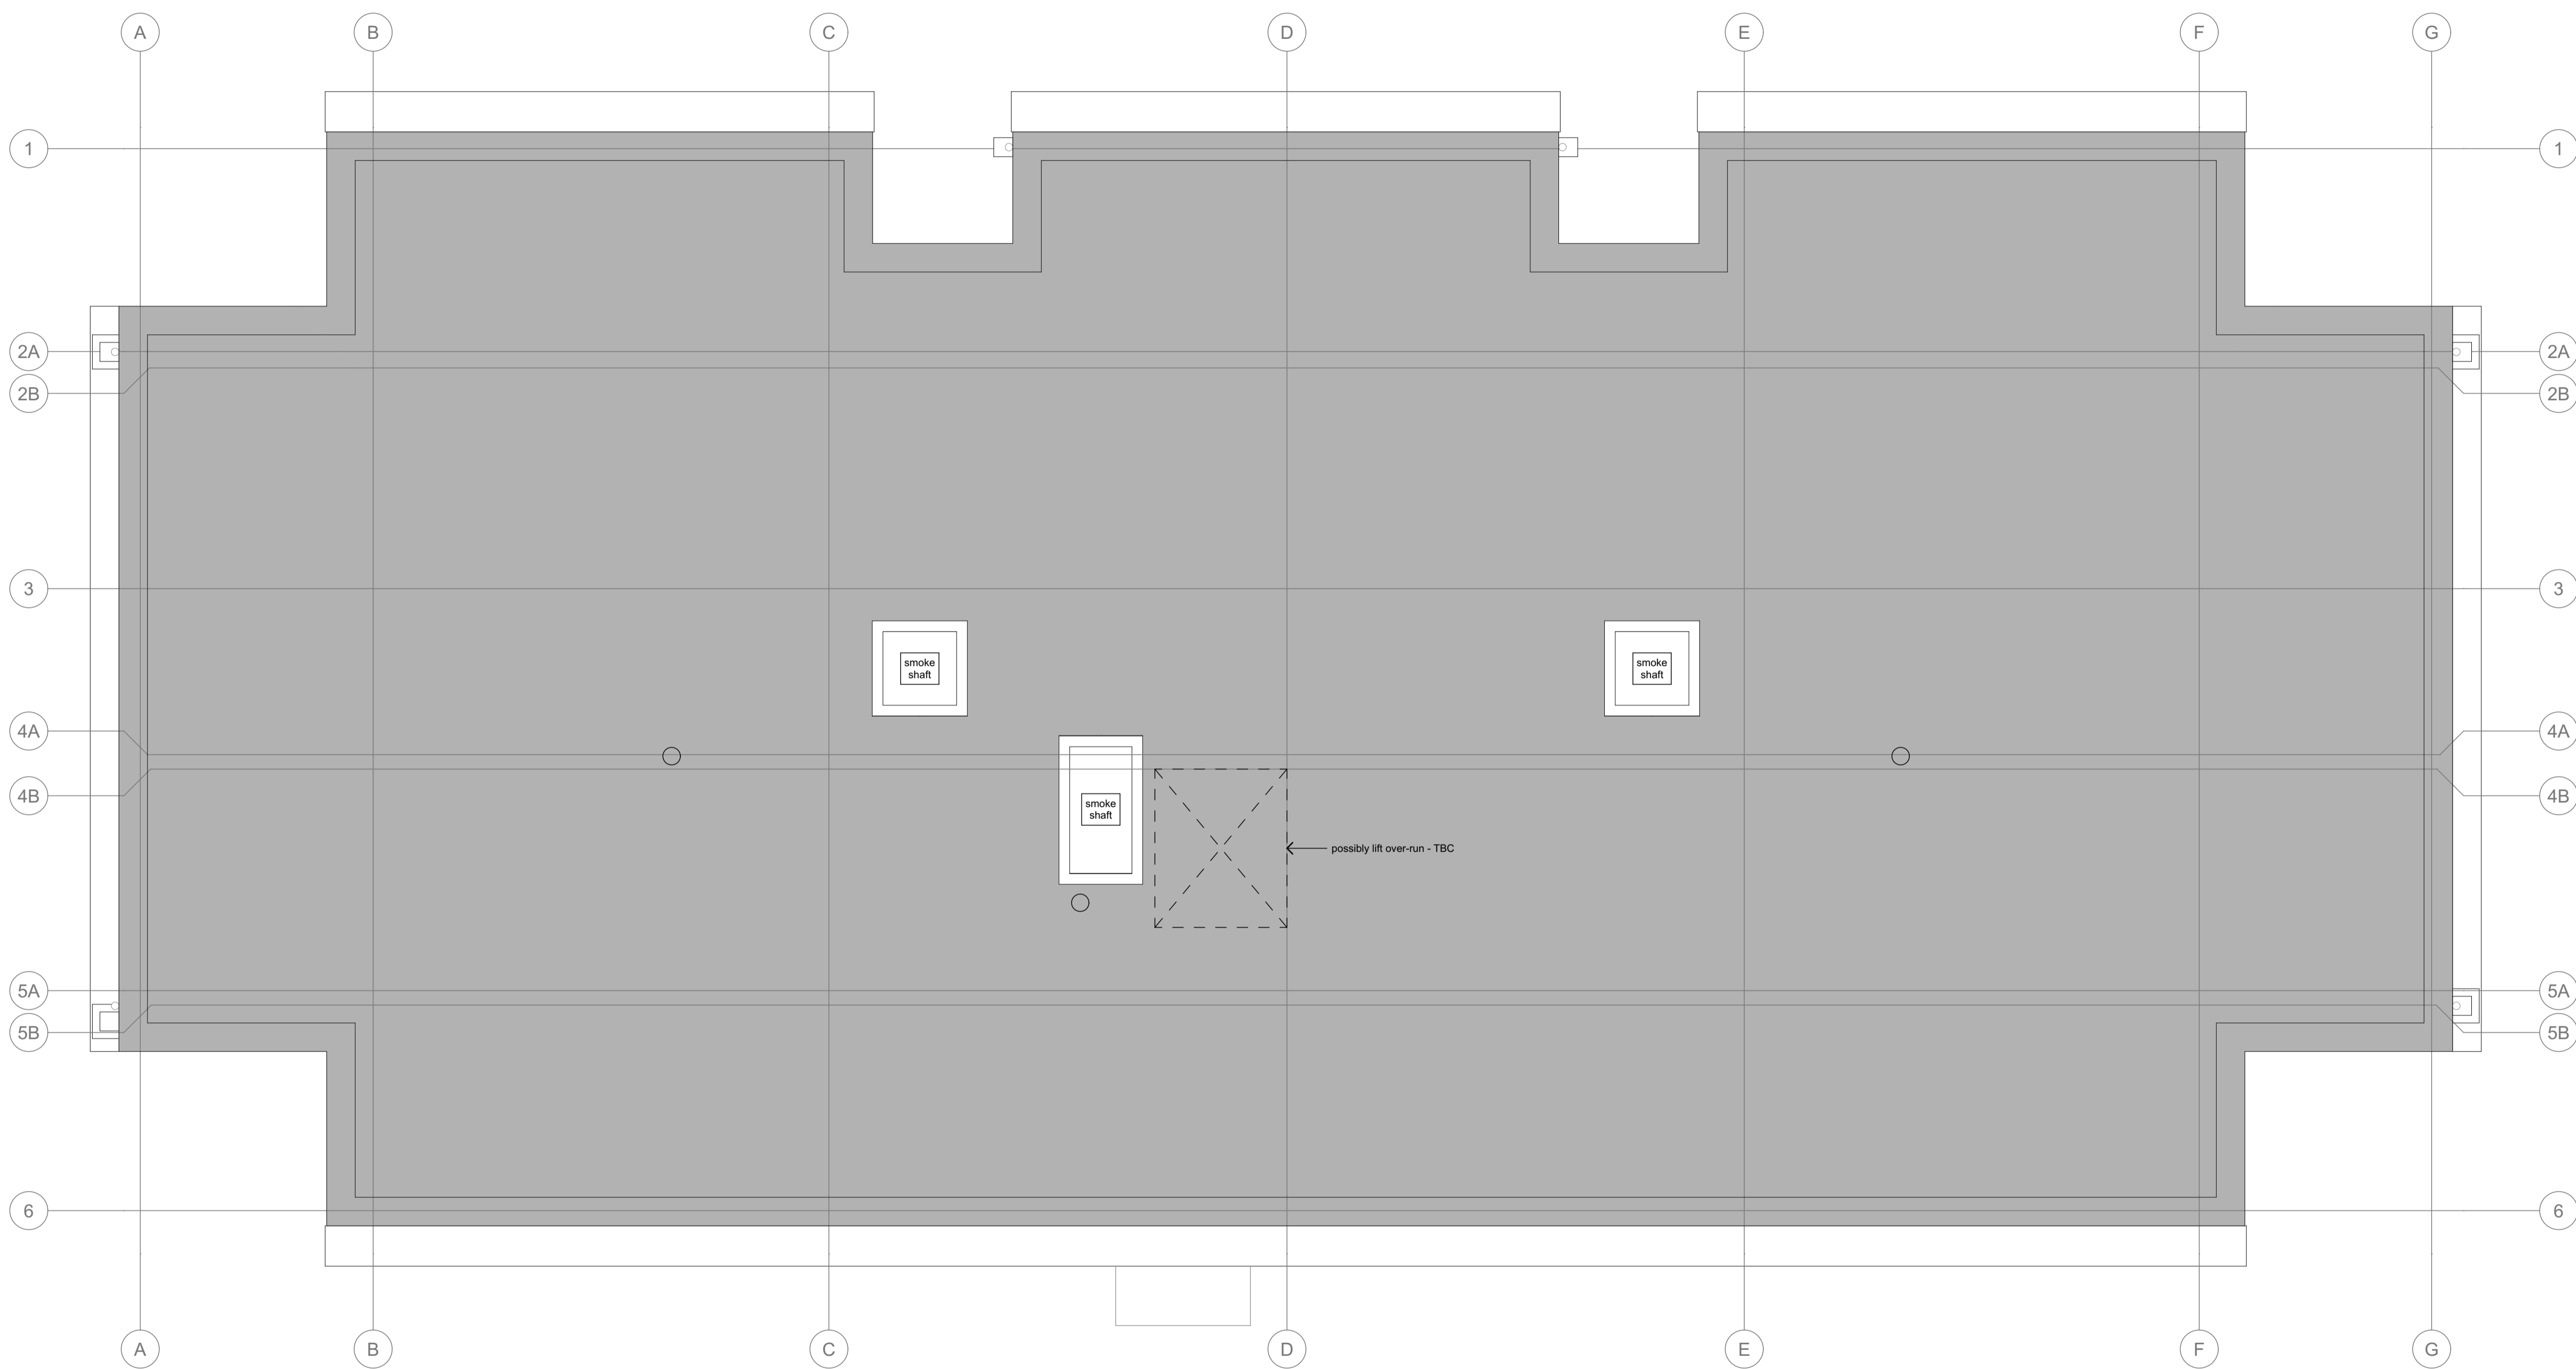 A B C D E F G
1 1
2A 2A
2B 2B
3 3
smoke
shaft
smoke
shaft
4A 4A
4B 4B
smoke
shaft
possibly lift over-run - TBC
5A 5A
5B 5B
6 6
A B C D E F G